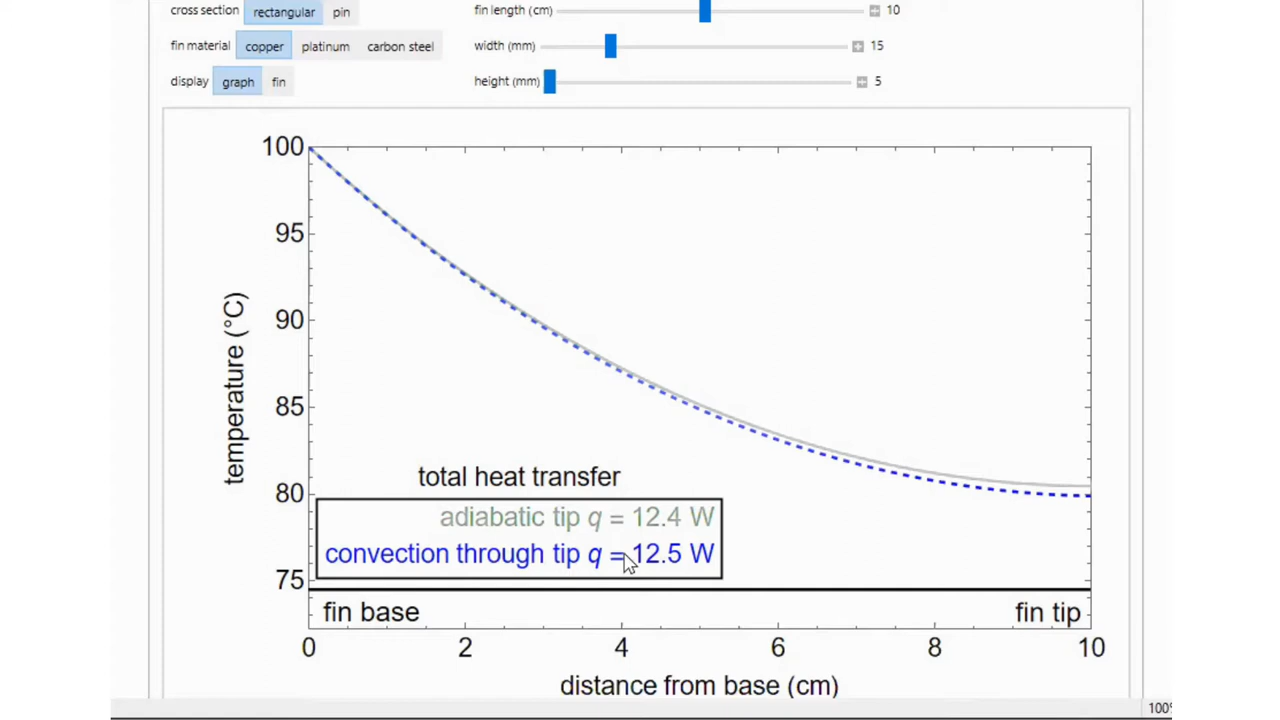 cross section rectangular pin fin length (cm) 10
fin material copper platinum carbon steel width (mm) 15
display graph fin height (mm) 5
100
95
90
85
80
75
temperature (°C)
total heat transfer
adiabatic tip q = 12.4 W
convection through tip q = 12.5 W
fin base fin tip
0 2 4 6 8 10
distance from base (cm)
100%